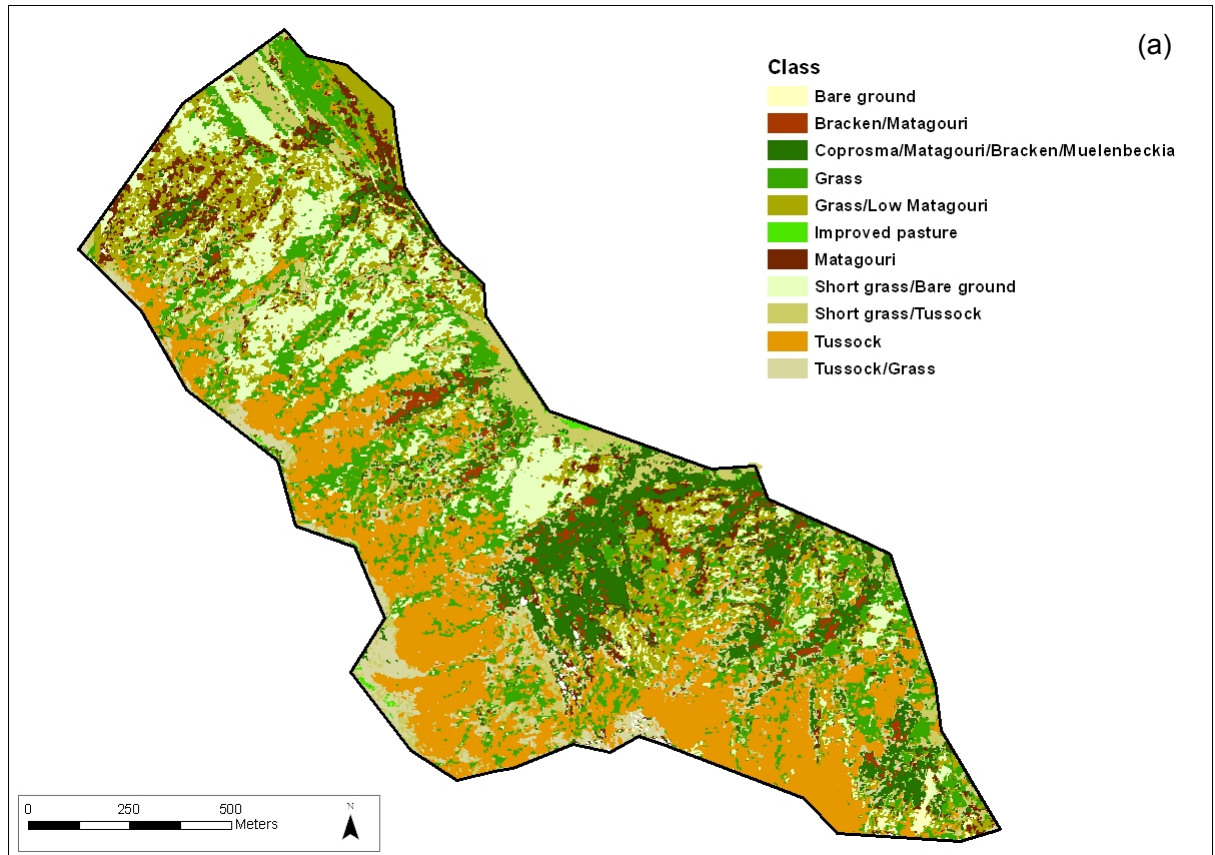 (a)
Class
Bare ground
Bracken/Matagouri
Coprosma/Matagouri/Bracken/Muelenbeckia
Grass
Grass/Low Matagouri
Improved pasture
Matagouri
Short grass/Bare ground
Short grass/Tussock
Tussock
Tussock/Grass
0 250 500
Meters
N